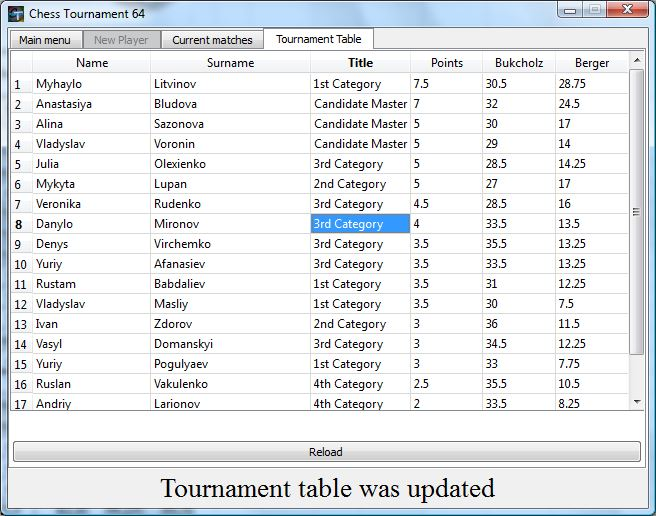 Chess Tournament 64
Main menu New Player Current matches Tournament Table
Name Surname Title Points Bukcholz Berger
1 Myhaylo Litvinov 1st Category 7.5 30.5 28.75
2 Anastasiya Bludova Candidate Master 7 32 24.5
3 Alina Sazonova Candidate Master 5 30 17
4 Vladyslav Voronin Candidate Master 5 29 14
5 Julia Olexienko 3rd Category 5 28.5 14.25
6 Mykyta Lupan 2nd Category 5 27 17
7 Veronika Rudenko 3rd Category 4.5 28.5 16
8 Danylo Mironov 3rd Category 4 33.5 13.5
9 Denys Virchemko 3rd Category 3.5 35.5 13.25
10 Yuriy Afanasiev 3rd Category 3.5 33.5 13.25
11 Rustam Babdaliev 1st Category 3.5 31 12.25
12 Vladyslav Masliy 1st Category 3.5 30 7.5
13 Ivan Zdorov 2nd Category 3 36 11.5
14 Vasyl Domanskyi 3rd Category 3 34.5 12.25
15 Yuriy Pogulyaev 1st Category 3 33 7.75
16 Ruslan Vakulenko 4th Category 2.5 35.5 10.5
17 Andriy Larionov 4th Category 2 33.5 8.25
Reload
Tournament table was updated